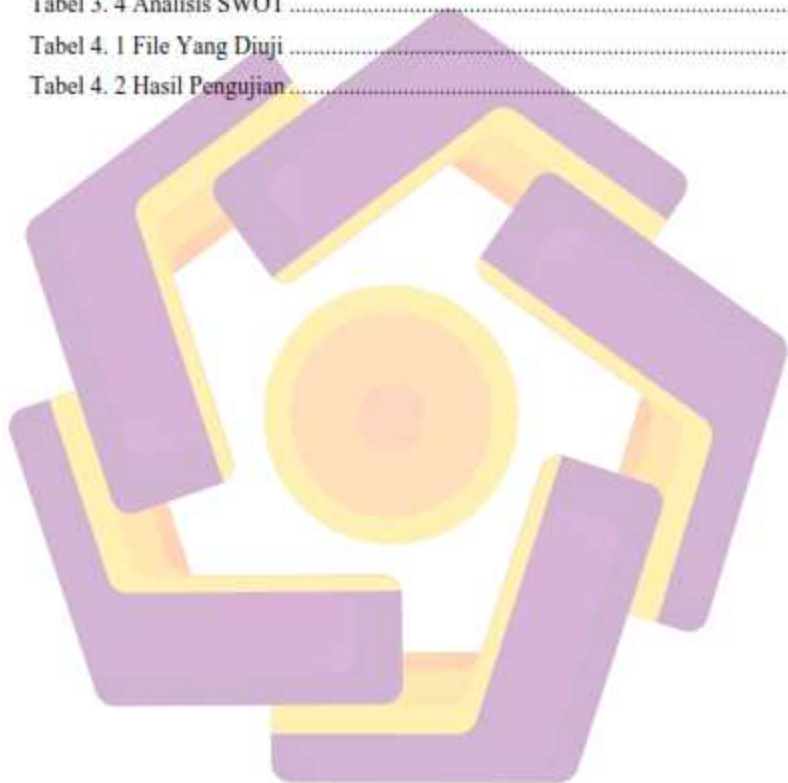 Tabel 3. 4 Analisis SWOT ........................................................................................
Tabel 4. 1 File Yang Diuji ........................................................................................
Tabel 4. 2 Hasil Pengujian ........................................................................................